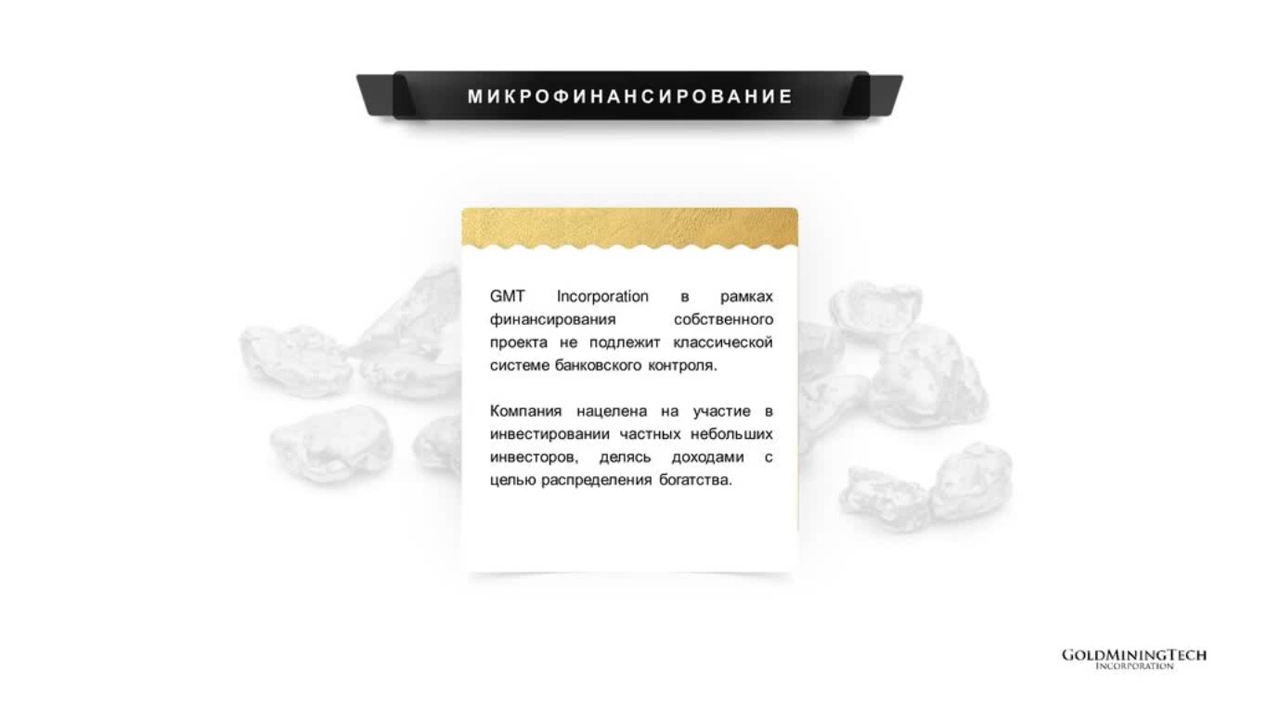 МИКРОФИНАНСИРОВАНИЕ
GMT Incorporation в рамках
финансирования собственного
проекта не подлежит классической
системе банковского контроля.
Компания нацелена на участие в
инвестировании частных небольших
инвесторов, делясь доходами с
целью распределения богатства.
GOLDMININGTECH
INCORPORATION